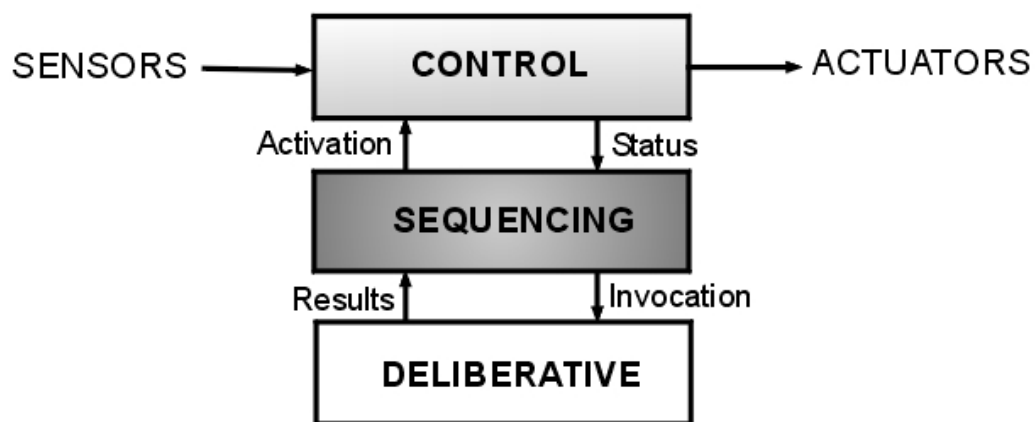 SENSORS
CONTROL
ACTUATORS
Activation
Status
SEQUENCING
Results
Invocation
DELIBERATIVE